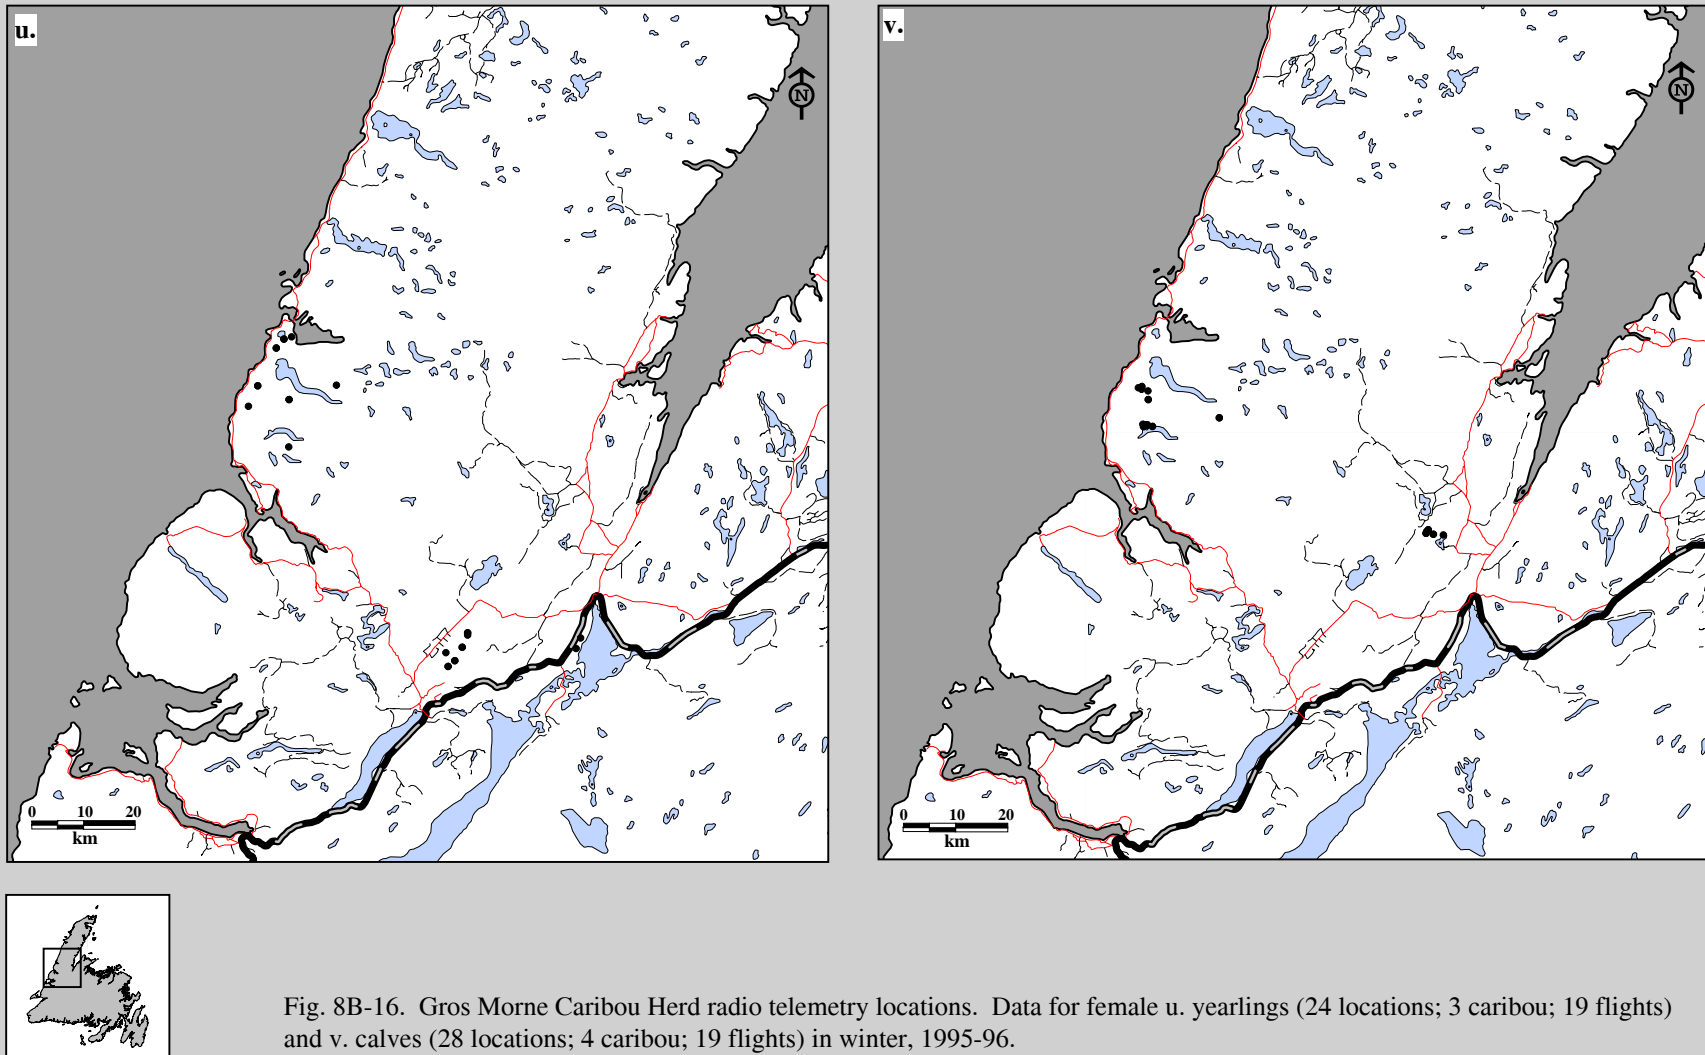 u.
N
0 10 20
km
v.
N
0 10 20
km
Fig. 8B-16. Gros Morne Caribou Herd radio telemetry locations. Data for female u. yearlings (24 locations; 3 caribou; 19 flights)
and v. calves (28 locations; 4 caribou; 19 flights) in winter, 1995-96.